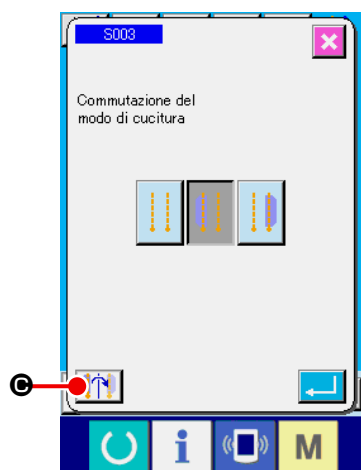 S003
Commutazione del
modo di cucitura
C
i
M